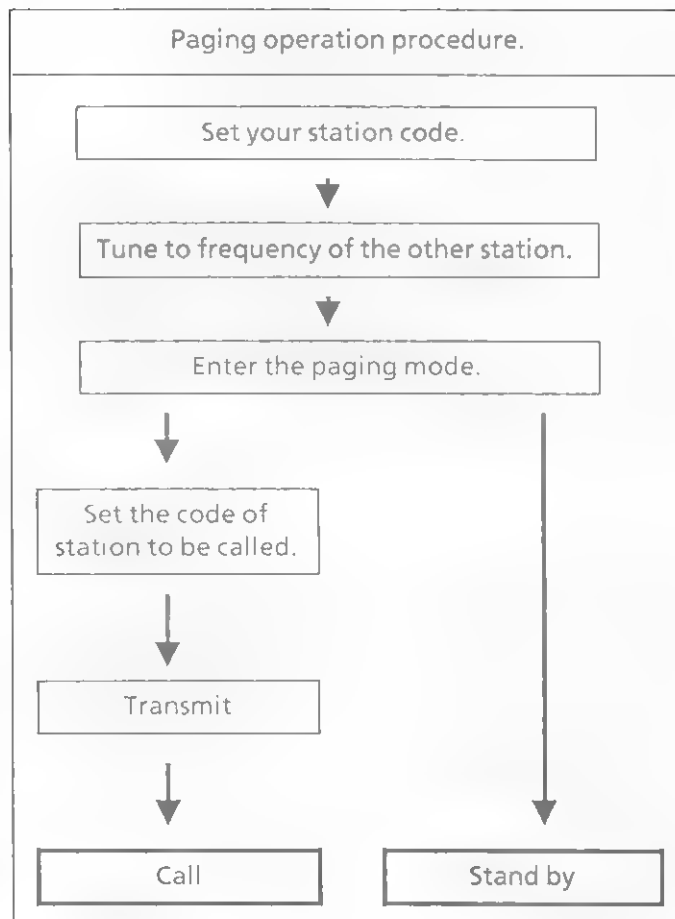 Paging operation procedure.
Set your station code.
Tune to frequency of the other station.
Enter the paging mode.
Set the code of
station to be called.
Transmit
Call
Stand by